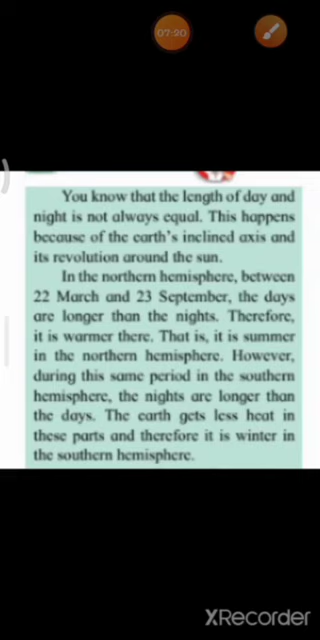 07:20
You know that the length of day and
night is not always equal. This happens
because of the earth's inclined axis and
its revolution around the sun.
In the northern hemisphere, between
22 March and 23 September, the days
are longer than the nights. Therefore,
it is warmer there. That is, it is summer
in the northern hemisphere. However,
during this same period in the southern
hemisphere, the nights are longer than
the days. The earth gets less heat in
these parts and therefore it is winter in
the southern hemisphere.
XRecorder